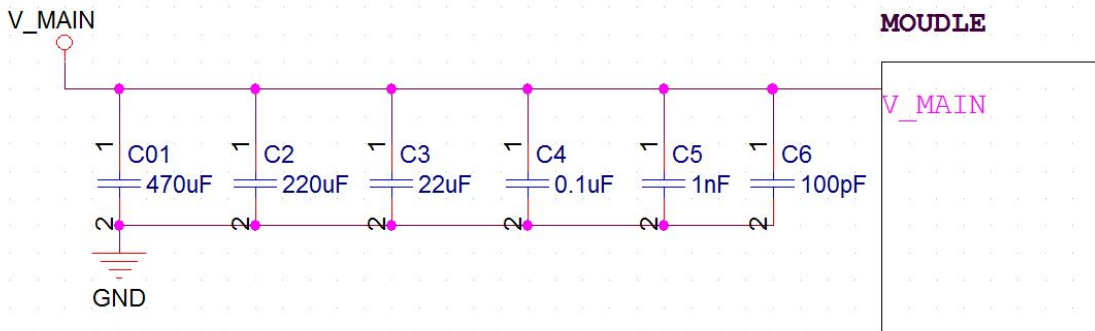 V_MAIN
MOUDLE
V_MAIN
1 C01 1 C2 1 C3 1 C4 1 C5 1 C6
470uF 220uF 22uF 0.1uF 1nF 100pF
2 2 2 2 2 2
GND